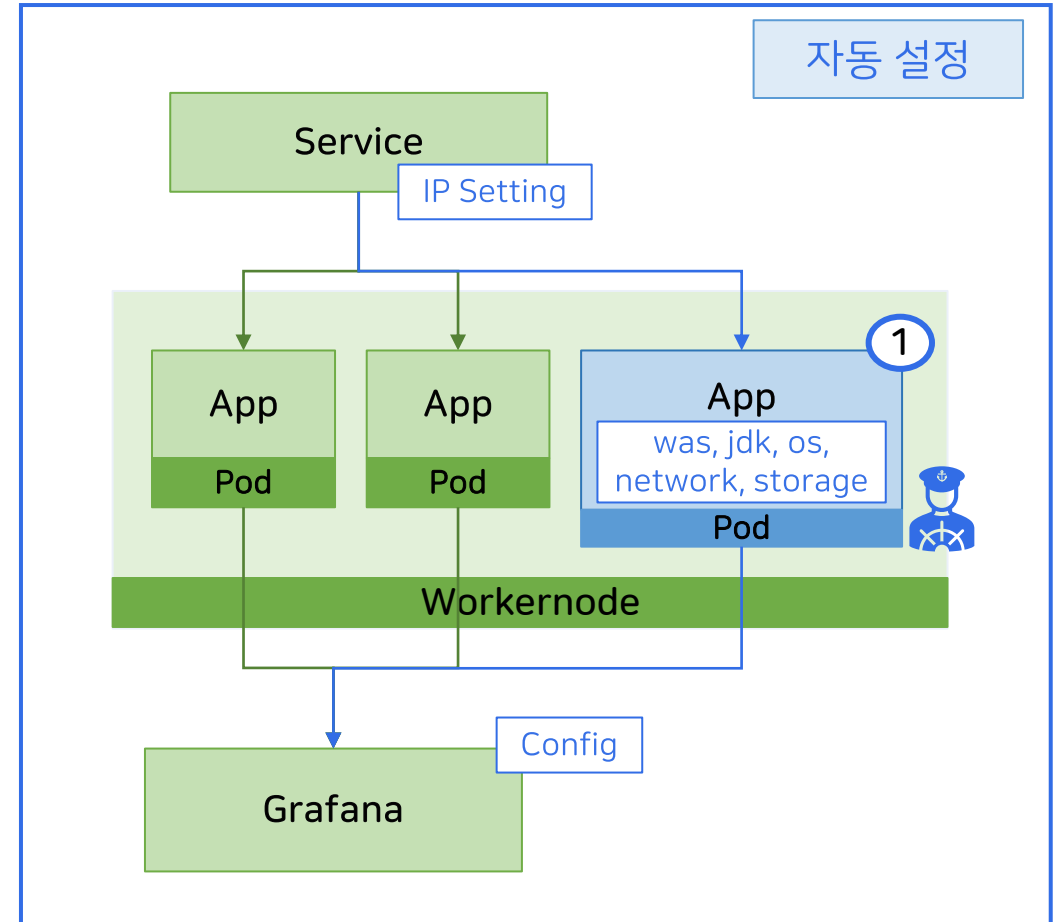 자동 설정
Service
IP Setting
1
App
App
App
was, jdk, os,
network, storage
Pod
Pod
Pod
Workernode
Config
Grafana